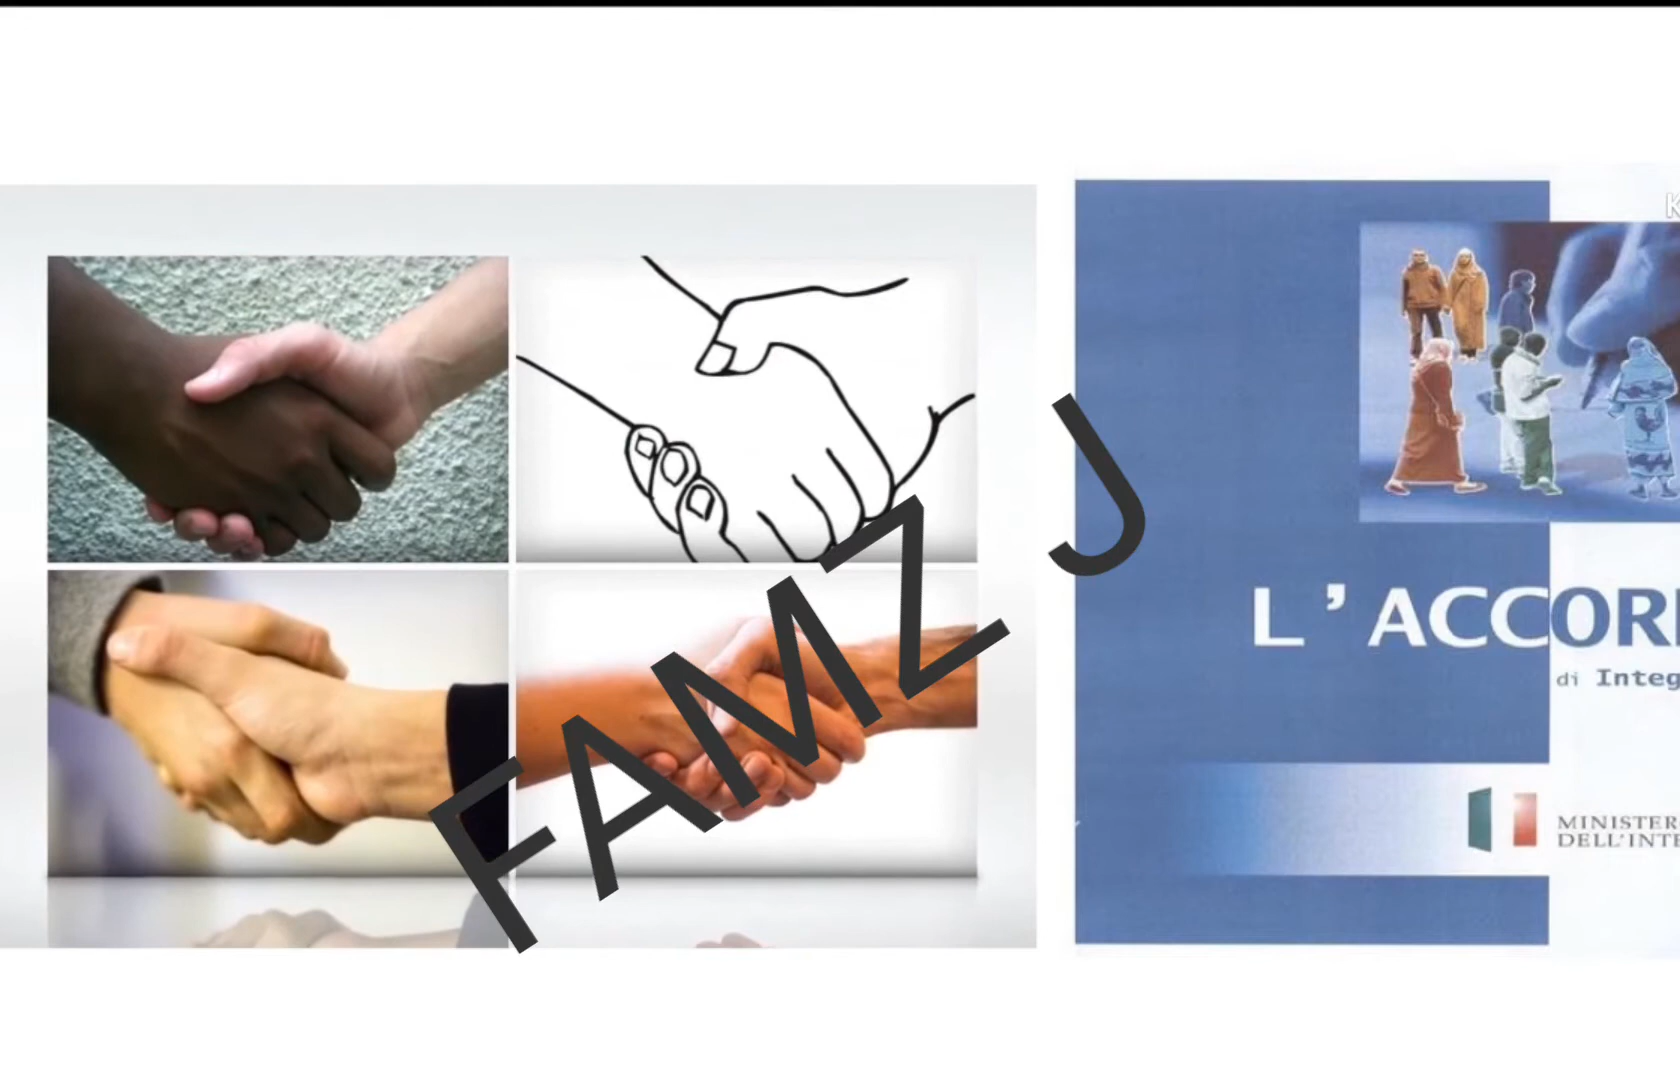 FAMZ J
K
L'ACCOR
di Integ
MINISTER
DELL'INTE